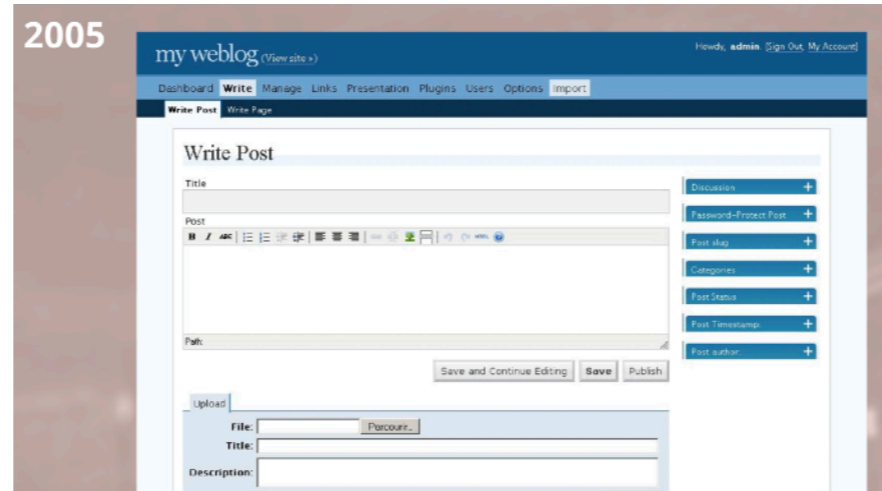 2005
my weblog (View site »)
Howdy, admin. [Sign Out, My Account]
Dashboard Write Manage Links Presentation Plugins Users Options Import
Write Post Write Page
Write Post
Title
Post
B I ABC
HTML
Path:
Save and Continue Editing Save Publish
Discussion +
Password-Protect Post +
Post slug +
Categories +
Post Status +
Post Timestamp: +
Post author: +
Upload
File: Parcourir...
Title:
Description: